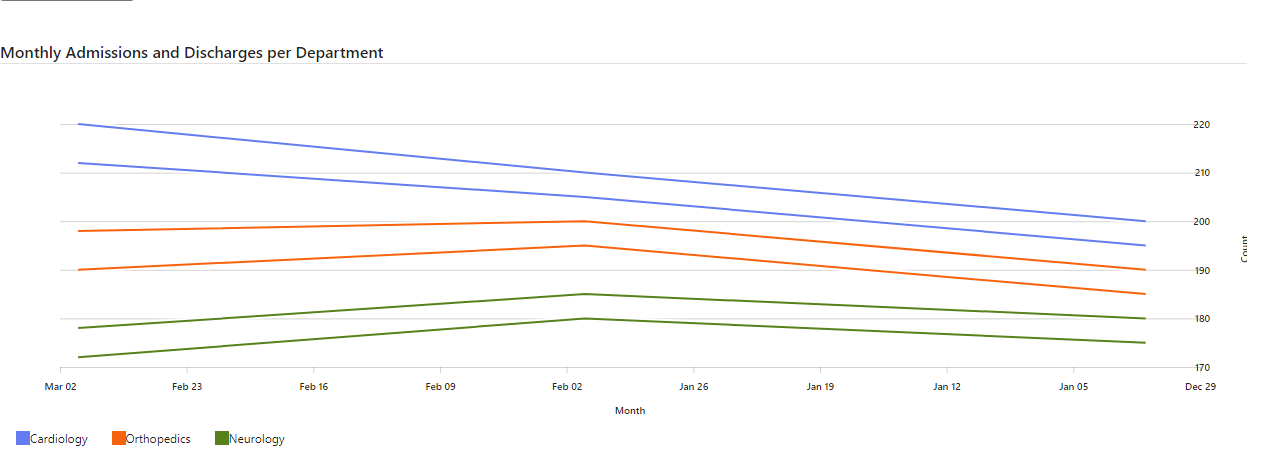 Monthly Admissions and Discharges per Department
220
210
200
190
180
170
Count
Mar 02 Feb 23 Feb 16 Feb 09 Feb 02 Jan 26 Jan 19 Jan 12 Jan 05 Dec 29
Month
Cardiology Orthopedics Neurology